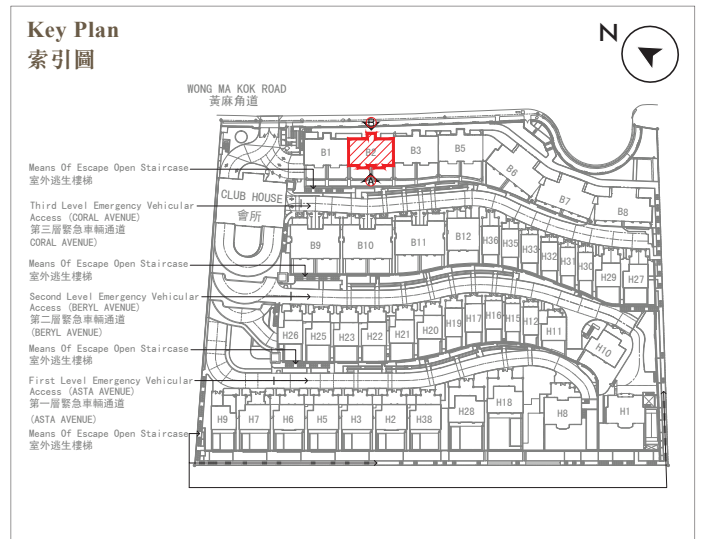 Key Plan
索引圖
N
WONG MA KOK ROAD
黃麻角道
B1
B2
B3
B5
B6
B7
B8
B
A
Means Of Escape Open Staircase
室外逃生樓梯
CLUB HOUSE
會所
Third Level Emergency Vehicular
Access (CORAL AVENUE)
第三層緊急車輛通道
CORAL AVENUE)
B9
B10
B11
B12
H36
H35
H33
H32
H31
H30
H29
H27
Means Of Escape Open Staircase
室外逃生樓梯
Second Level Emergency Vehicular
Access (BERYL AVENUE)
第二層緊急車輛通道
(BERYL AVENUE)
H26
H25
H23
H22
H21
H20
H19
H17
H16
H15
H12
H11
H10
Means Of Escape Open Staircase
室外逃生樓梯
First Level Emergency Vehicular
Access (ASTA AVENUE)
第一層緊急車輛通道
(ASTA AVENUE)
H9
H7
H6
H5
H3
H2
H38
H28
H18
H8
H1
Means Of Escape Open Staircase
室外逃生樓梯